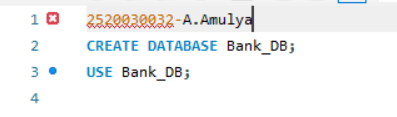 1 2520030032-A.Amulya
2 CREATE DATABASE Bank_DB;
3 USE Bank_DB;
4